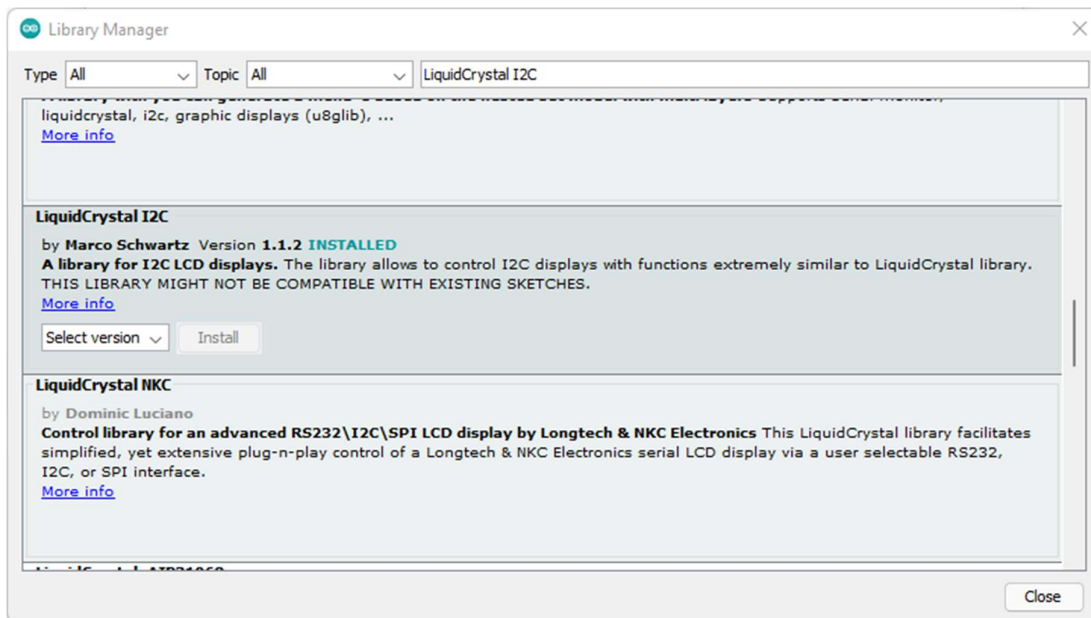 Library Manager
Type All Topic All LiquidCrystal I2C
liquidcrystal, i2c, graphic displays (u8glib), ...
More info
LiquidCrystal I2C
by Marco Schwartz Version 1.1.2 INSTALLED
A library for I2C LCD displays. The library allows to control I2C displays with functions extremely similar to LiquidCrystal library.
THIS LIBRARY MIGHT NOT BE COMPATIBLE WITH EXISTING SKETCHES.
More info
Select version Install
LiquidCrystal NKC
by Dominic Luciano
Control library for an advanced RS232\I2C\SPI LCD display by Longtech & NKC Electronics This LiquidCrystal library facilitates
simplified, yet extensive plug-n-play control of a Longtech & NKC Electronics serial LCD display via a user selectable RS232,
I2C, or SPI interface.
More info
Close